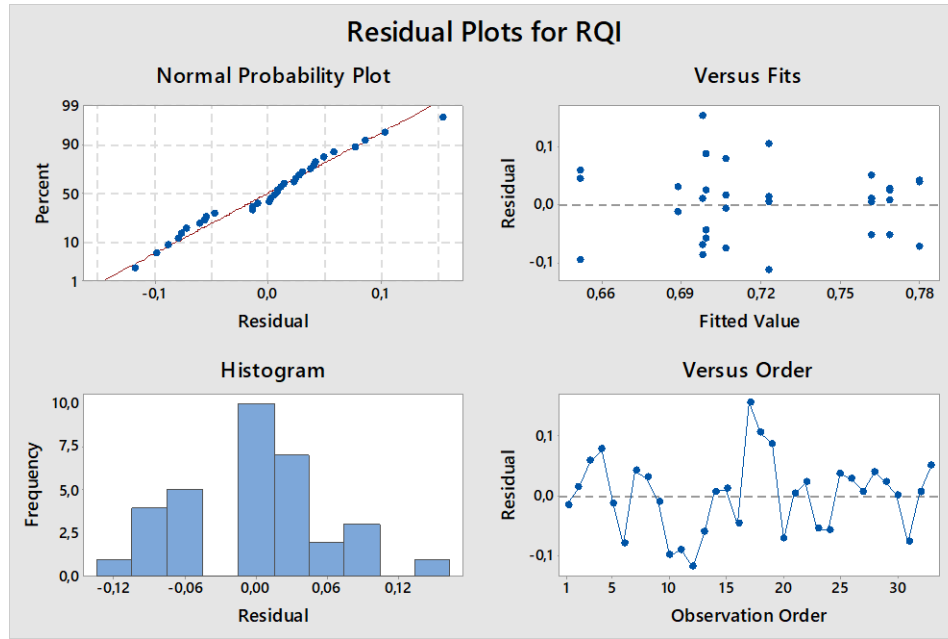 Residual Plots for RQI
Normal Probability Plot
99
90
50
10
1
Percent
-0,1 0,0 0,1
Residual
Versus Fits
0,1
0,0
-0,1
Residual
0,66 0,69 0,72 0,75 0,78
Fitted Value
Histogram
10,0
7,5
5,0
2,5
0,0
Frequency
-0,12 -0,06 0,00 0,06 0,12
Residual
Versus Order
0,1
0,0
-0,1
Residual
1 5 10 15 20 25 30
Observation Order